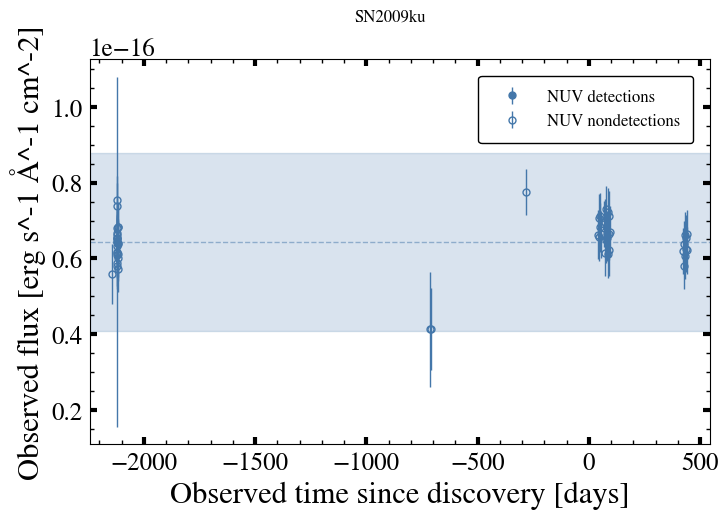 SN2009ku
1e−16
NUV detections
NUV nondetections
1.0
0.8
0.6
0.4
0.2
Observed flux [erg s^-1 Å^-1 cm^-2]
−2000 −1500 −1000 −500 0 500
Observed time since discovery [days]